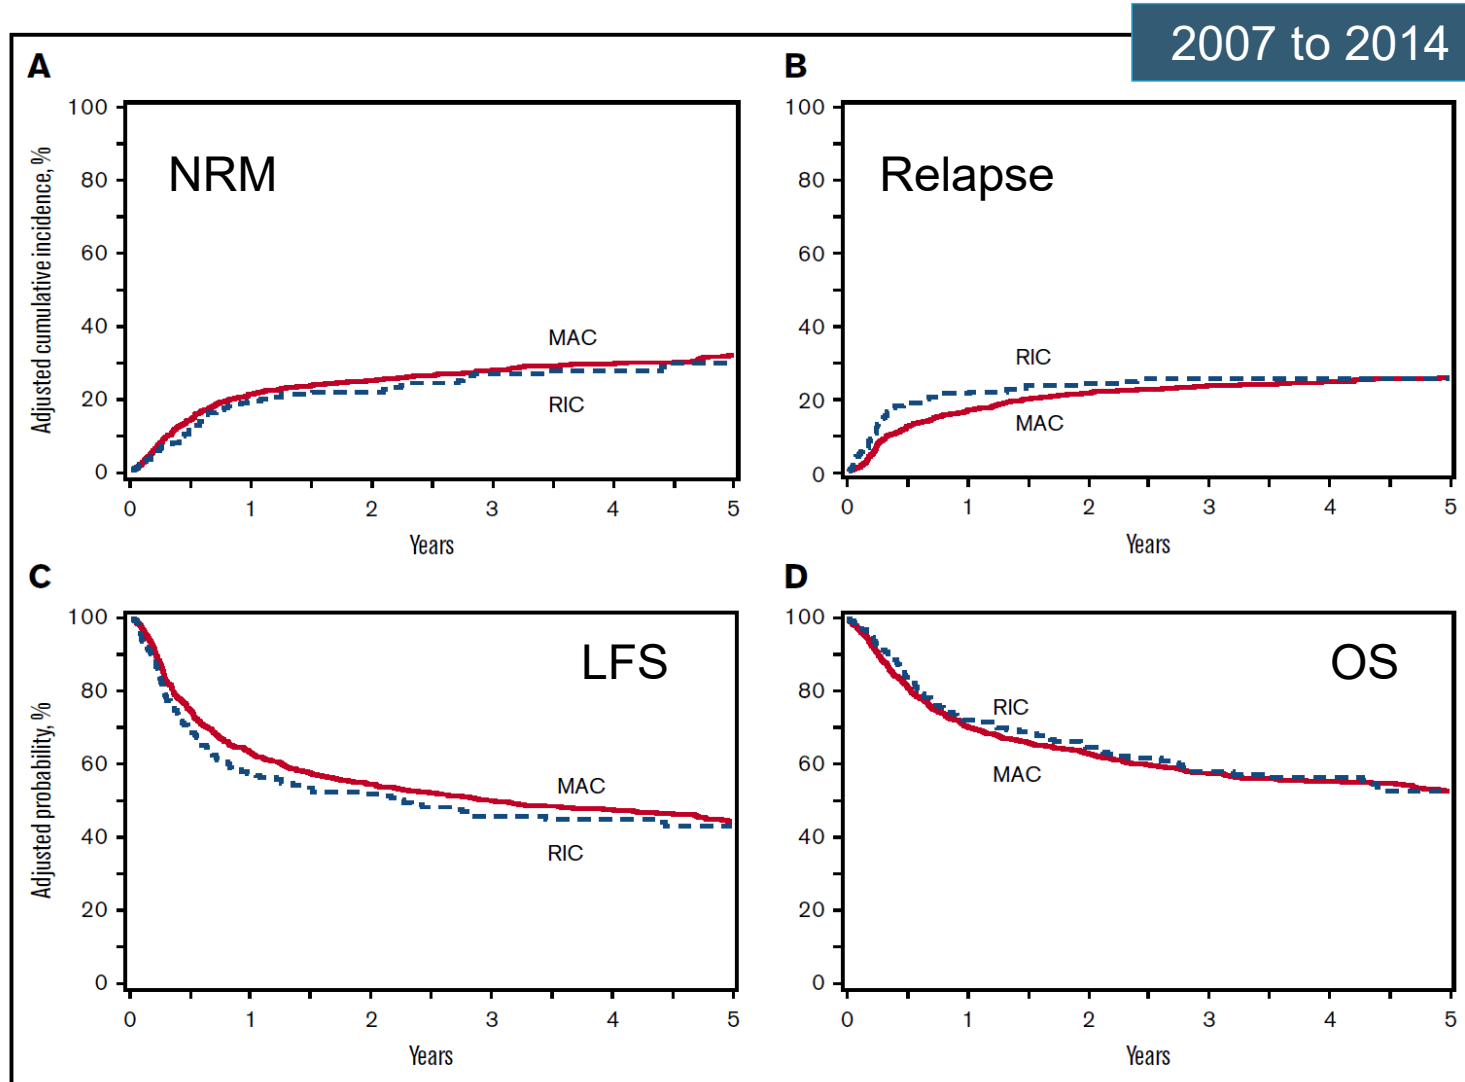 2007 to 2014
A
Adjusted cumulative incidence, %
100
80
60
40
20
0
NRM
MAC
RIC
0 1 2 3 4 5
Years
B
100
80
60
40
20
0
Relapse
RIC
MAC
0 1 2 3 4 5
Years
C
Adjusted probability, %
100
80
60
40
20
0
LFS
MAC
RIC
0 1 2 3 4 5
Years
D
100
80
60
40
20
0
OS
RIC
MAC
0 1 2 3 4 5
Years